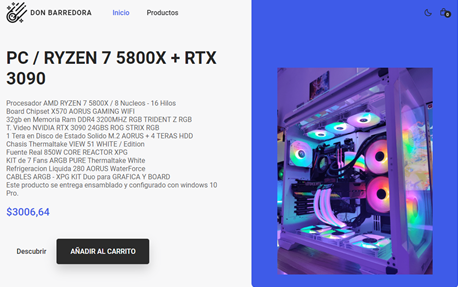 DON BARREDORA
Inicio
Productos
0
PC / RYZEN 7 5800X + RTX
3090
Procesador AMD RYZEN 7 5800X / 8 Nucleos - 16 Hilos
Board Chipset X570 AORUS GAMING WIFI
32gb en Memoria Ram DDR4 3200MHZ RGB TRIDENT Z RGB
T. Video NVIDIA RTX 3090 24GBS ROG STRIX RGB
1 Tera en Disco de Estado Solido M.2 AORUS + 4 TERAS HDD
Chasis Thermaltake VIEW 51 WHITE / Edition
Fuente Real 850W CORE REACTOR XPG
KIT de 7 Fans ARGB PURE Thermaltake White
Refrigeracion Liquida 280 AORUS WaterForce
CABLES ARGB - XPG KIT Duo para GRAFICA Y BOARD
Este producto se entrega ensamblado y configurado con windows 10
Pro.
$3006,64
Descubrir
AÑADIR AL CARRITO